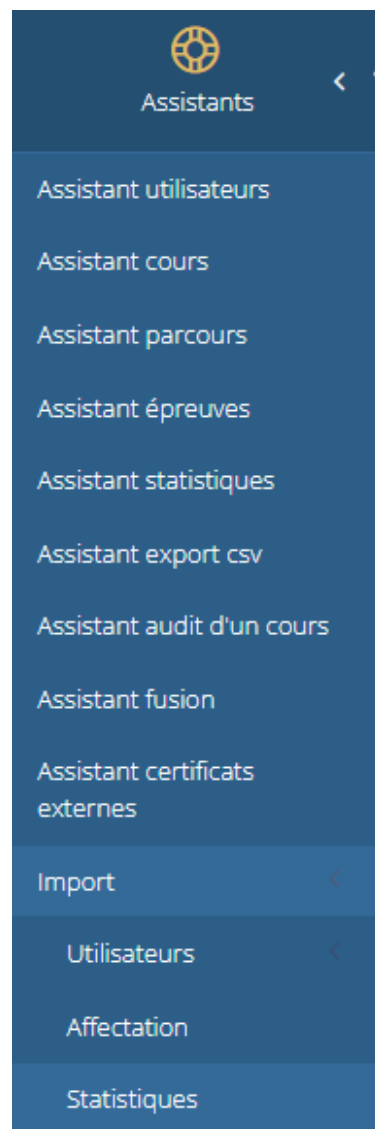 Assistants
Assistant utilisateurs
Assistant cours
Assistant parcours
Assistant épreuves
Assistant statistiques
Assistant export csv
Assistant audit d'un cours
Assistant fusion
Assistant certificats
externes
Import
Utilisateurs
Affectation
Statistiques